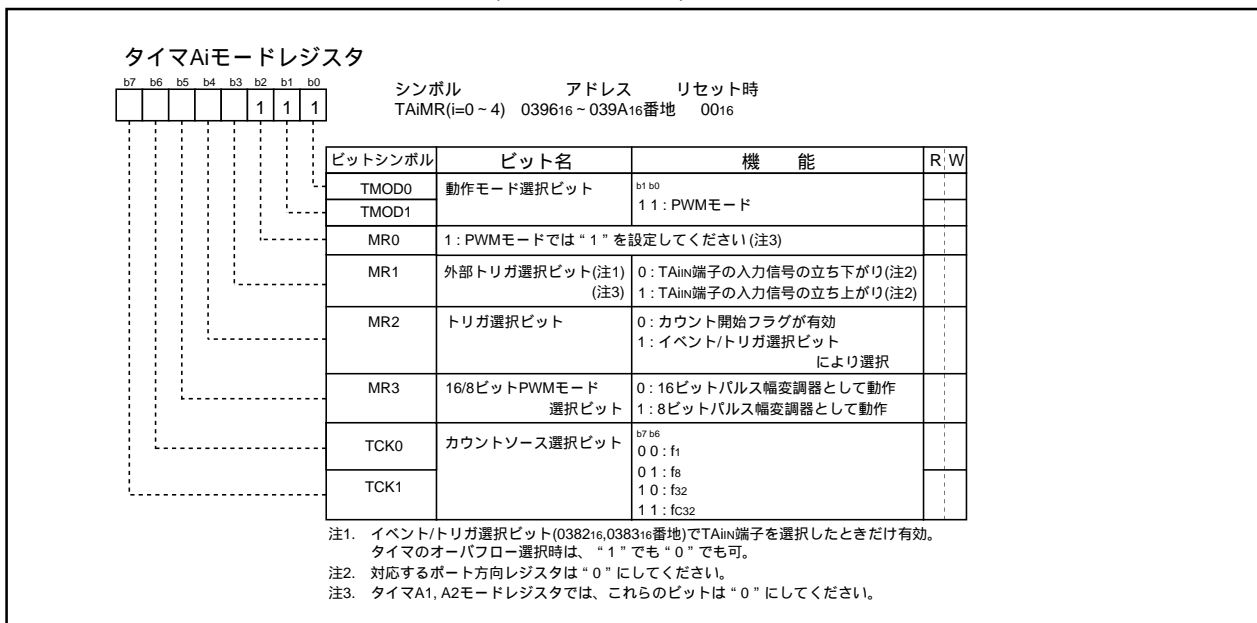 タイマAiモードレジスタ
b7 b6 b5 b4 b3 b2 b1 b0
1 1 1
シンボル アドレス リセット時
TAiMR(i=0~4) 039616~039A16番地 0016
ビットシンボル ビット名 機 能 R W
TMOD0 動作モード選択ビット b1 b0
1 1 : PWMモード
TMOD1
MR0 1 : PWMモードでは“1”を設定してください(注3)
MR1 外部トリガ選択ビット(注1) 0 : TAiIN端子の入力信号の立ち下がり(注2)
(注3) 1 : TAiIN端子の入力信号の立ち上がり(注2)
MR2 トリガ選択ビット 0 : カウント開始フラグが有効
1 : イベント/トリガ選択ビット
により選択
MR3 16/8ビットPWMモード 0 : 16ビットパルス幅変調器として動作
選択ビット 1 : 8ビットパルス幅変調器として動作
TCK0 カウントソース選択ビット b7 b6
0 0 : f1
0 1 : f8
TCK1 1 0 : f32
1 1 : fC32
注1. イベント/トリガ選択ビット(038216,038316番地)でTAiIN端子を選択したときだけ有効。
タイマのオーバフロー選択時は、“1”でも“0”でも可。
注2. 対応するポート方向レジスタは“0”にしてください。
注3. タイマA1, A2モードレジスタでは、これらのビットは“0”にしてください。